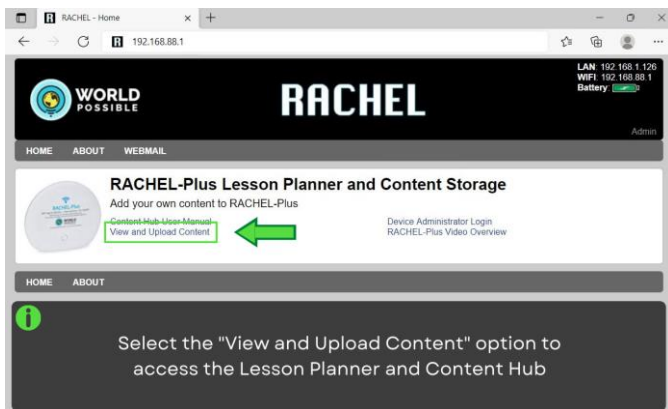 RACHEL - Home
192.168.88.1
WORLD
POSSIBLE
RACHEL
LAN: 192.168.1.126
WIFI: 192.168.88.1
Battery:
Admin
HOME ABOUT WEBMAIL
RACHEL-Plus Lesson Planner and Content Storage
Add your own content to RACHEL-Plus
Content Hub User Manual
View and Upload Content
Device Administrator Login
RACHEL-Plus Video Overview
HOME ABOUT
Select the "View and Upload Content" option to
access the Lesson Planner and Content Hub